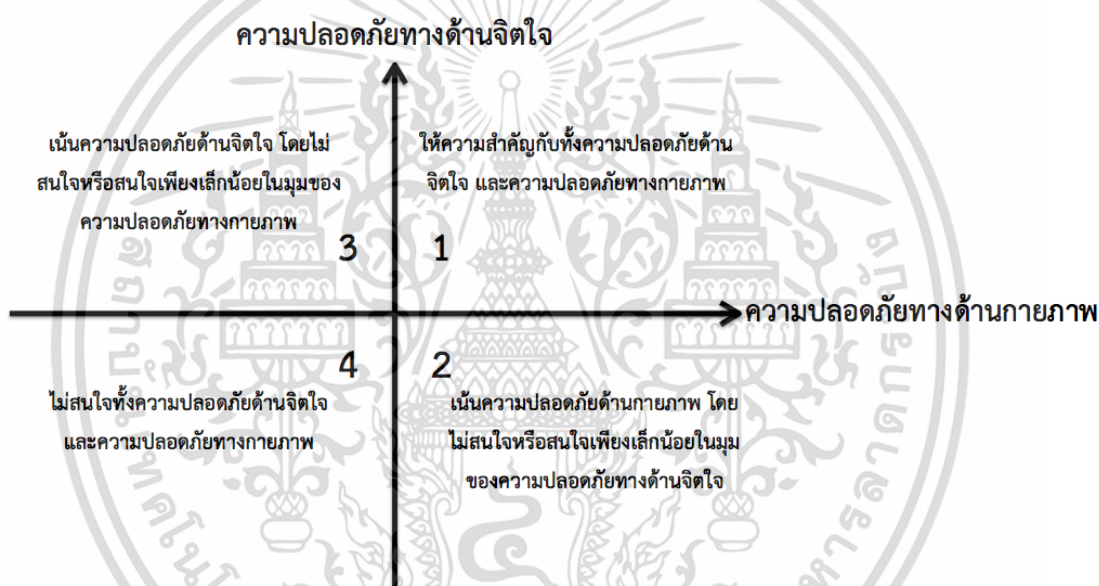 ความปลอดภัยทางด้านจิตใจ
เน้นความปลอดภัยด้านจิตใจ โดยไม่
สนใจหรือสนใจเพียงเล็กน้อยในมุมของ
ความปลอดภัยทางกายภาพ
3
ให้ความสำคัญกับทั้งความปลอดภัยด้าน
จิตใจ และความปลอดภัยทางกายภาพ
1
ความปลอดภัยทางด้านกายภาพ
4
ไม่สนใจทั้งความปลอดภัยด้านจิตใจ
และความปลอดภัยทางกายภาพ
2
เน้นความปลอดภัยด้านกายภาพ โดย
ไม่สนใจหรือสนใจเพียงเล็กน้อยในมุม
ของความปลอดภัยทางด้านจิตใจ